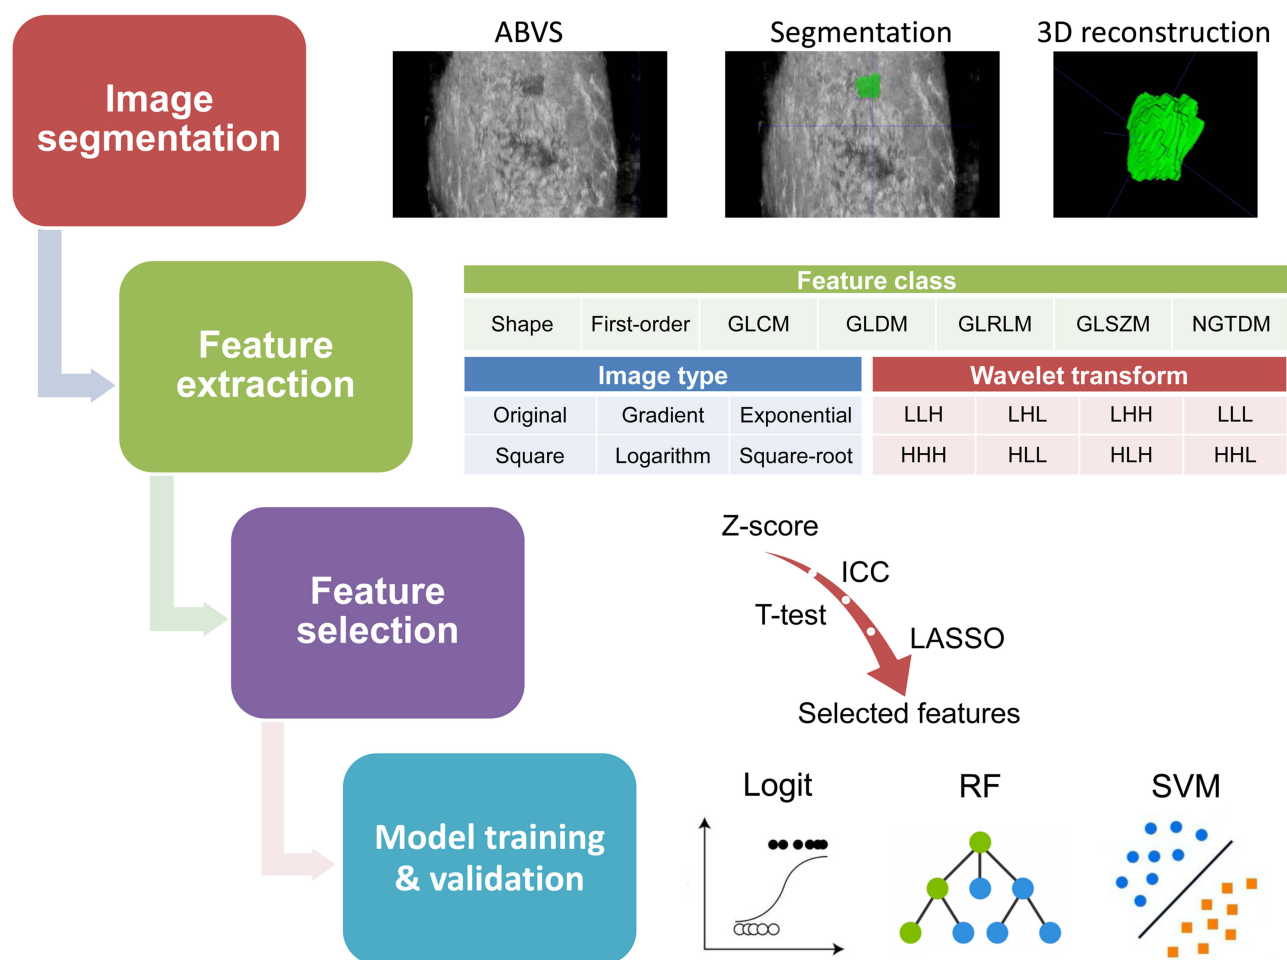 Image
segmentation
ABVS
Segmentation
3D reconstruction
Feature
extraction
Feature class
Shape First-order GLCM GLDM GLRLM GLSZM NGTDM
Image type Wavelet transform
Original Gradient Exponential LLH LHL LHH LLL
Square Logarithm Square-root HHH HLL HLH HHL
Feature
selection
Z-score
ICC
T-test
LASSO
Selected features
Model training
& validation
Logit
RF
SVM